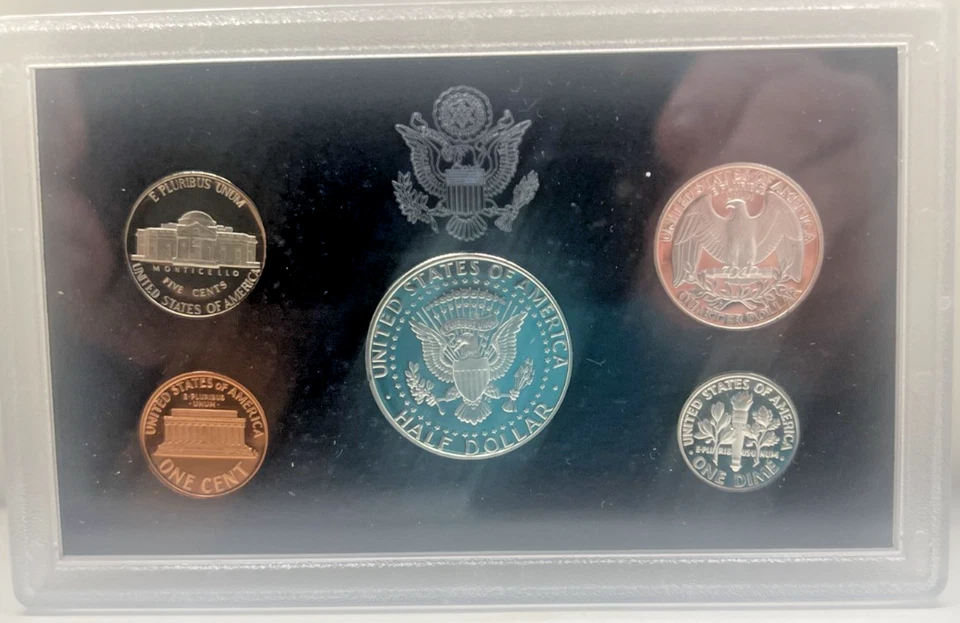 E PLURIBUS UNUM
MONTICELLO
FIVE CENTS
UNITED STATES OF AMERICA
UNITED STATES OF AMERICA
QUARTER DOLLAR
UNITED STATES OF AMERICA
HALF DOLLAR
UNITED STATES OF AMERICA
E·PLURIBUS
·UNUM·
ONE CENT
UNITED STATES OF AMERICA
E·PLURIBUS UNUM
· ONE DIME ·